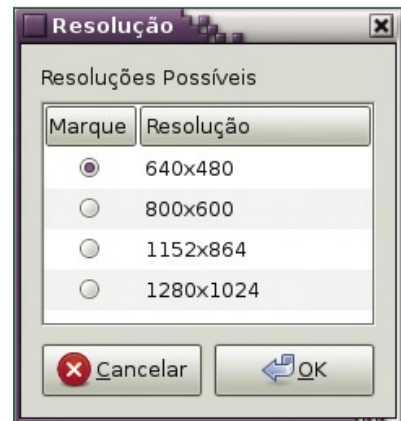 Resolução
Resoluções Possíveis
Marque Resolução
640x480
800x600
1152x864
1280x1024
Cancelar OK